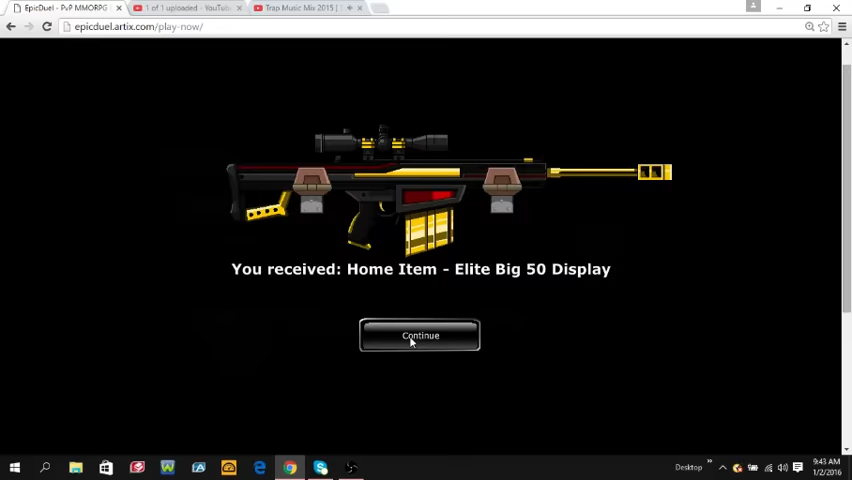 EpicDuel - PvP MMORPG
1 of 1 uploaded - YouTub
Trap Music Mix 2015 |
epicduel.artix.com/play-now/
You received: Home Item - Elite Big 50 Display
Continue
Desktop
9:43 AM
1/2/2016